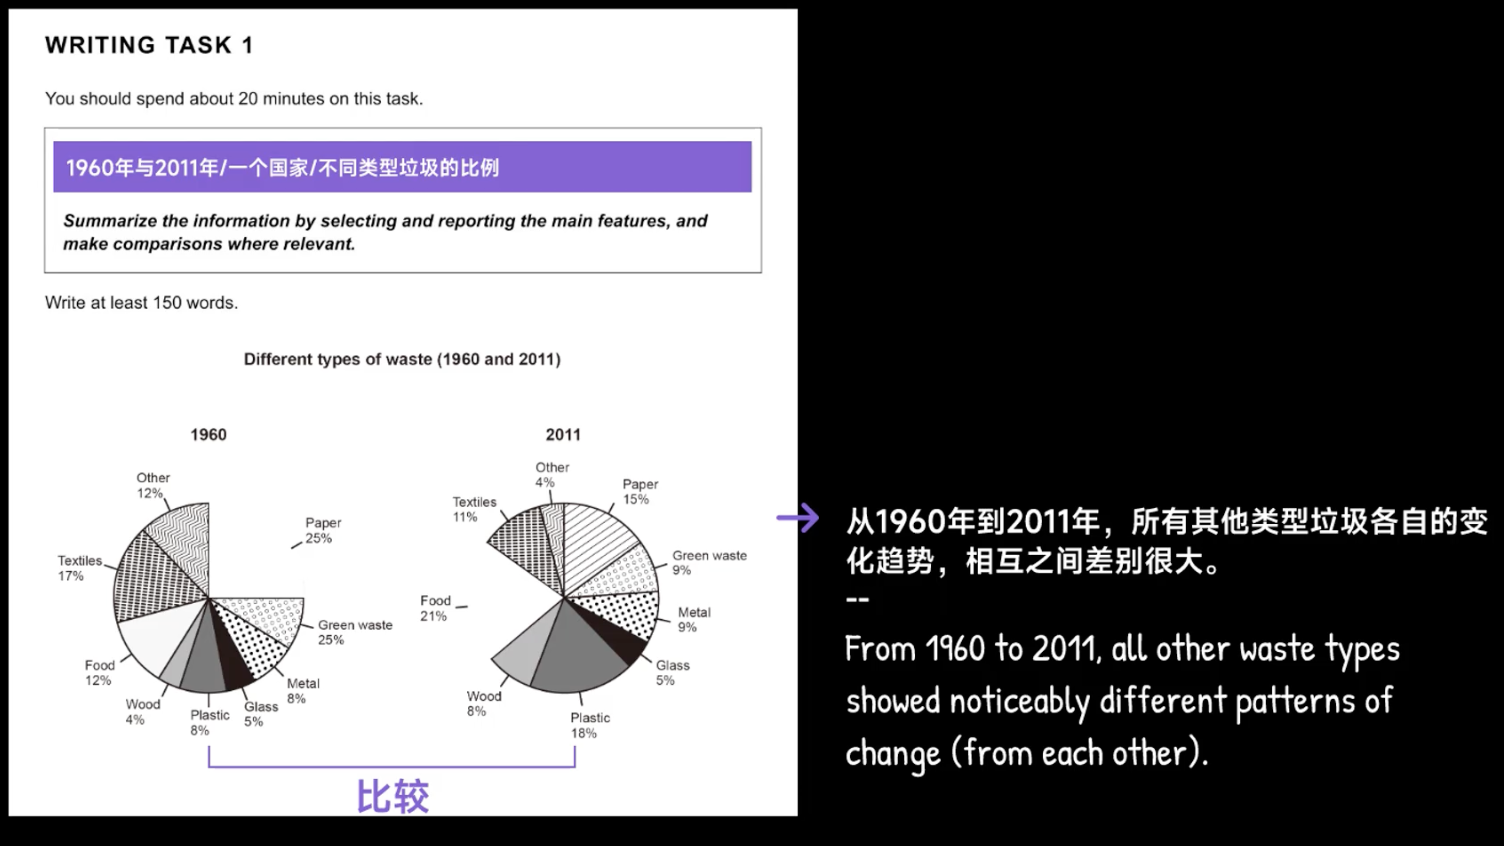 WRITING TASK 1
You should spend about 20 minutes on this task.
1960年与2011年/一个国家/不同类型垃圾的比例
Summarize the information by selecting and reporting the main features, and
make comparisons where relevant.
Write at least 150 words.
Different types of waste (1960 and 2011)
1960
Other
12%
Paper
25%
Textiles
17%
Green waste
25%
Food
12%
Metal
8%
Wood
4%
Glass
5%
Plastic
8%
2011
Other
4%
Paper
15%
Textiles
11%
Green waste
9%
Food
21%
Metal
9%
Glass
5%
Wood
8%
Plastic
18%
比较
从1960年到2011年，所有其他类型垃圾各自的变
化趋势，相互之间差别很大。
--
From 1960 to 2011, all other waste types
showed noticeably different patterns of
change (from each other).